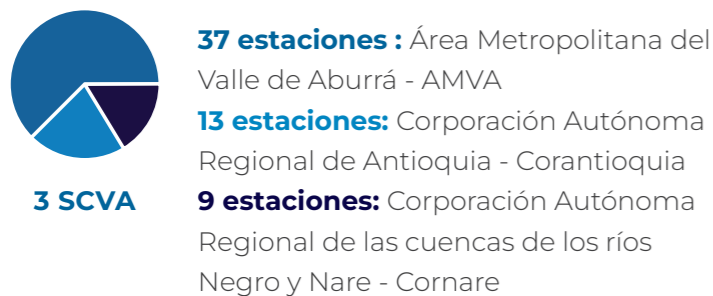 37 estaciones : Área Metropolitana del
Valle de Aburrá - AMVA
13 estaciones: Corporación Autónoma
Regional de Antioquia - Corantioquia
3 SCVA
9 estaciones: Corporación Autónoma
Regional de las cuencas de los ríos
Negro y Nare - Cornare